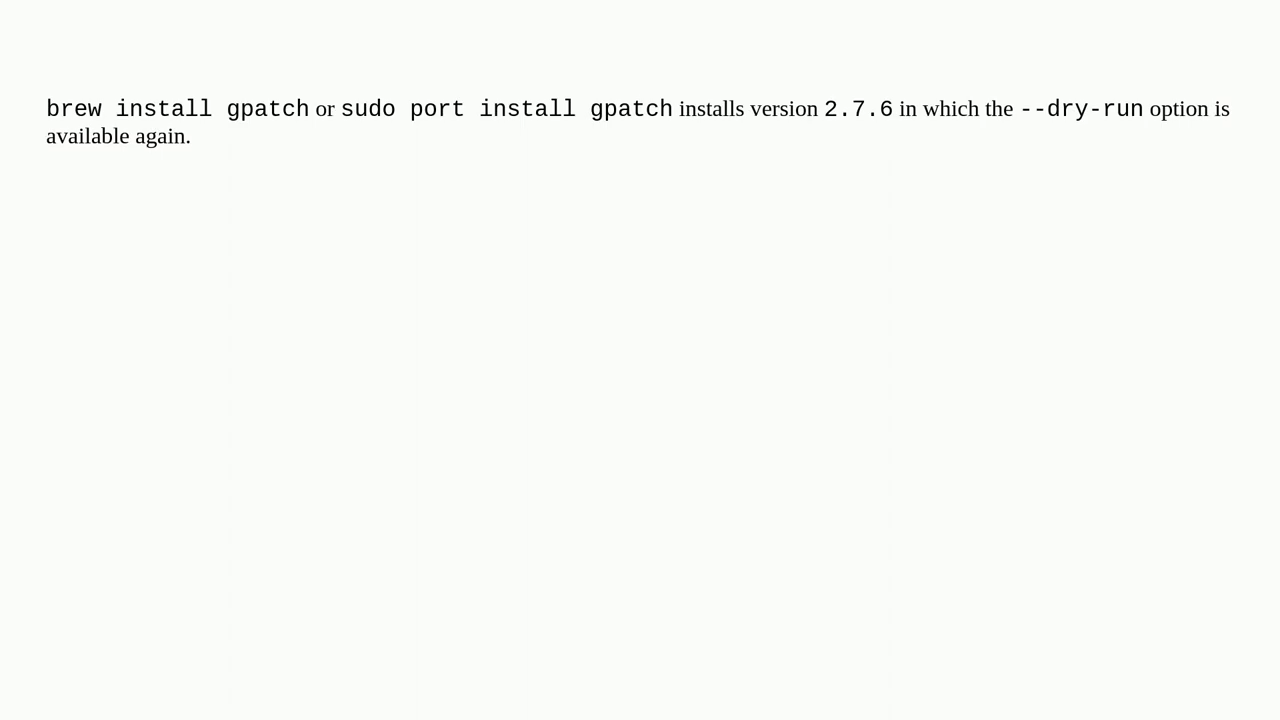 brew install gpatch or sudo port install gpatch installs version 2.7.6 in which the --dry-run option is
available again.